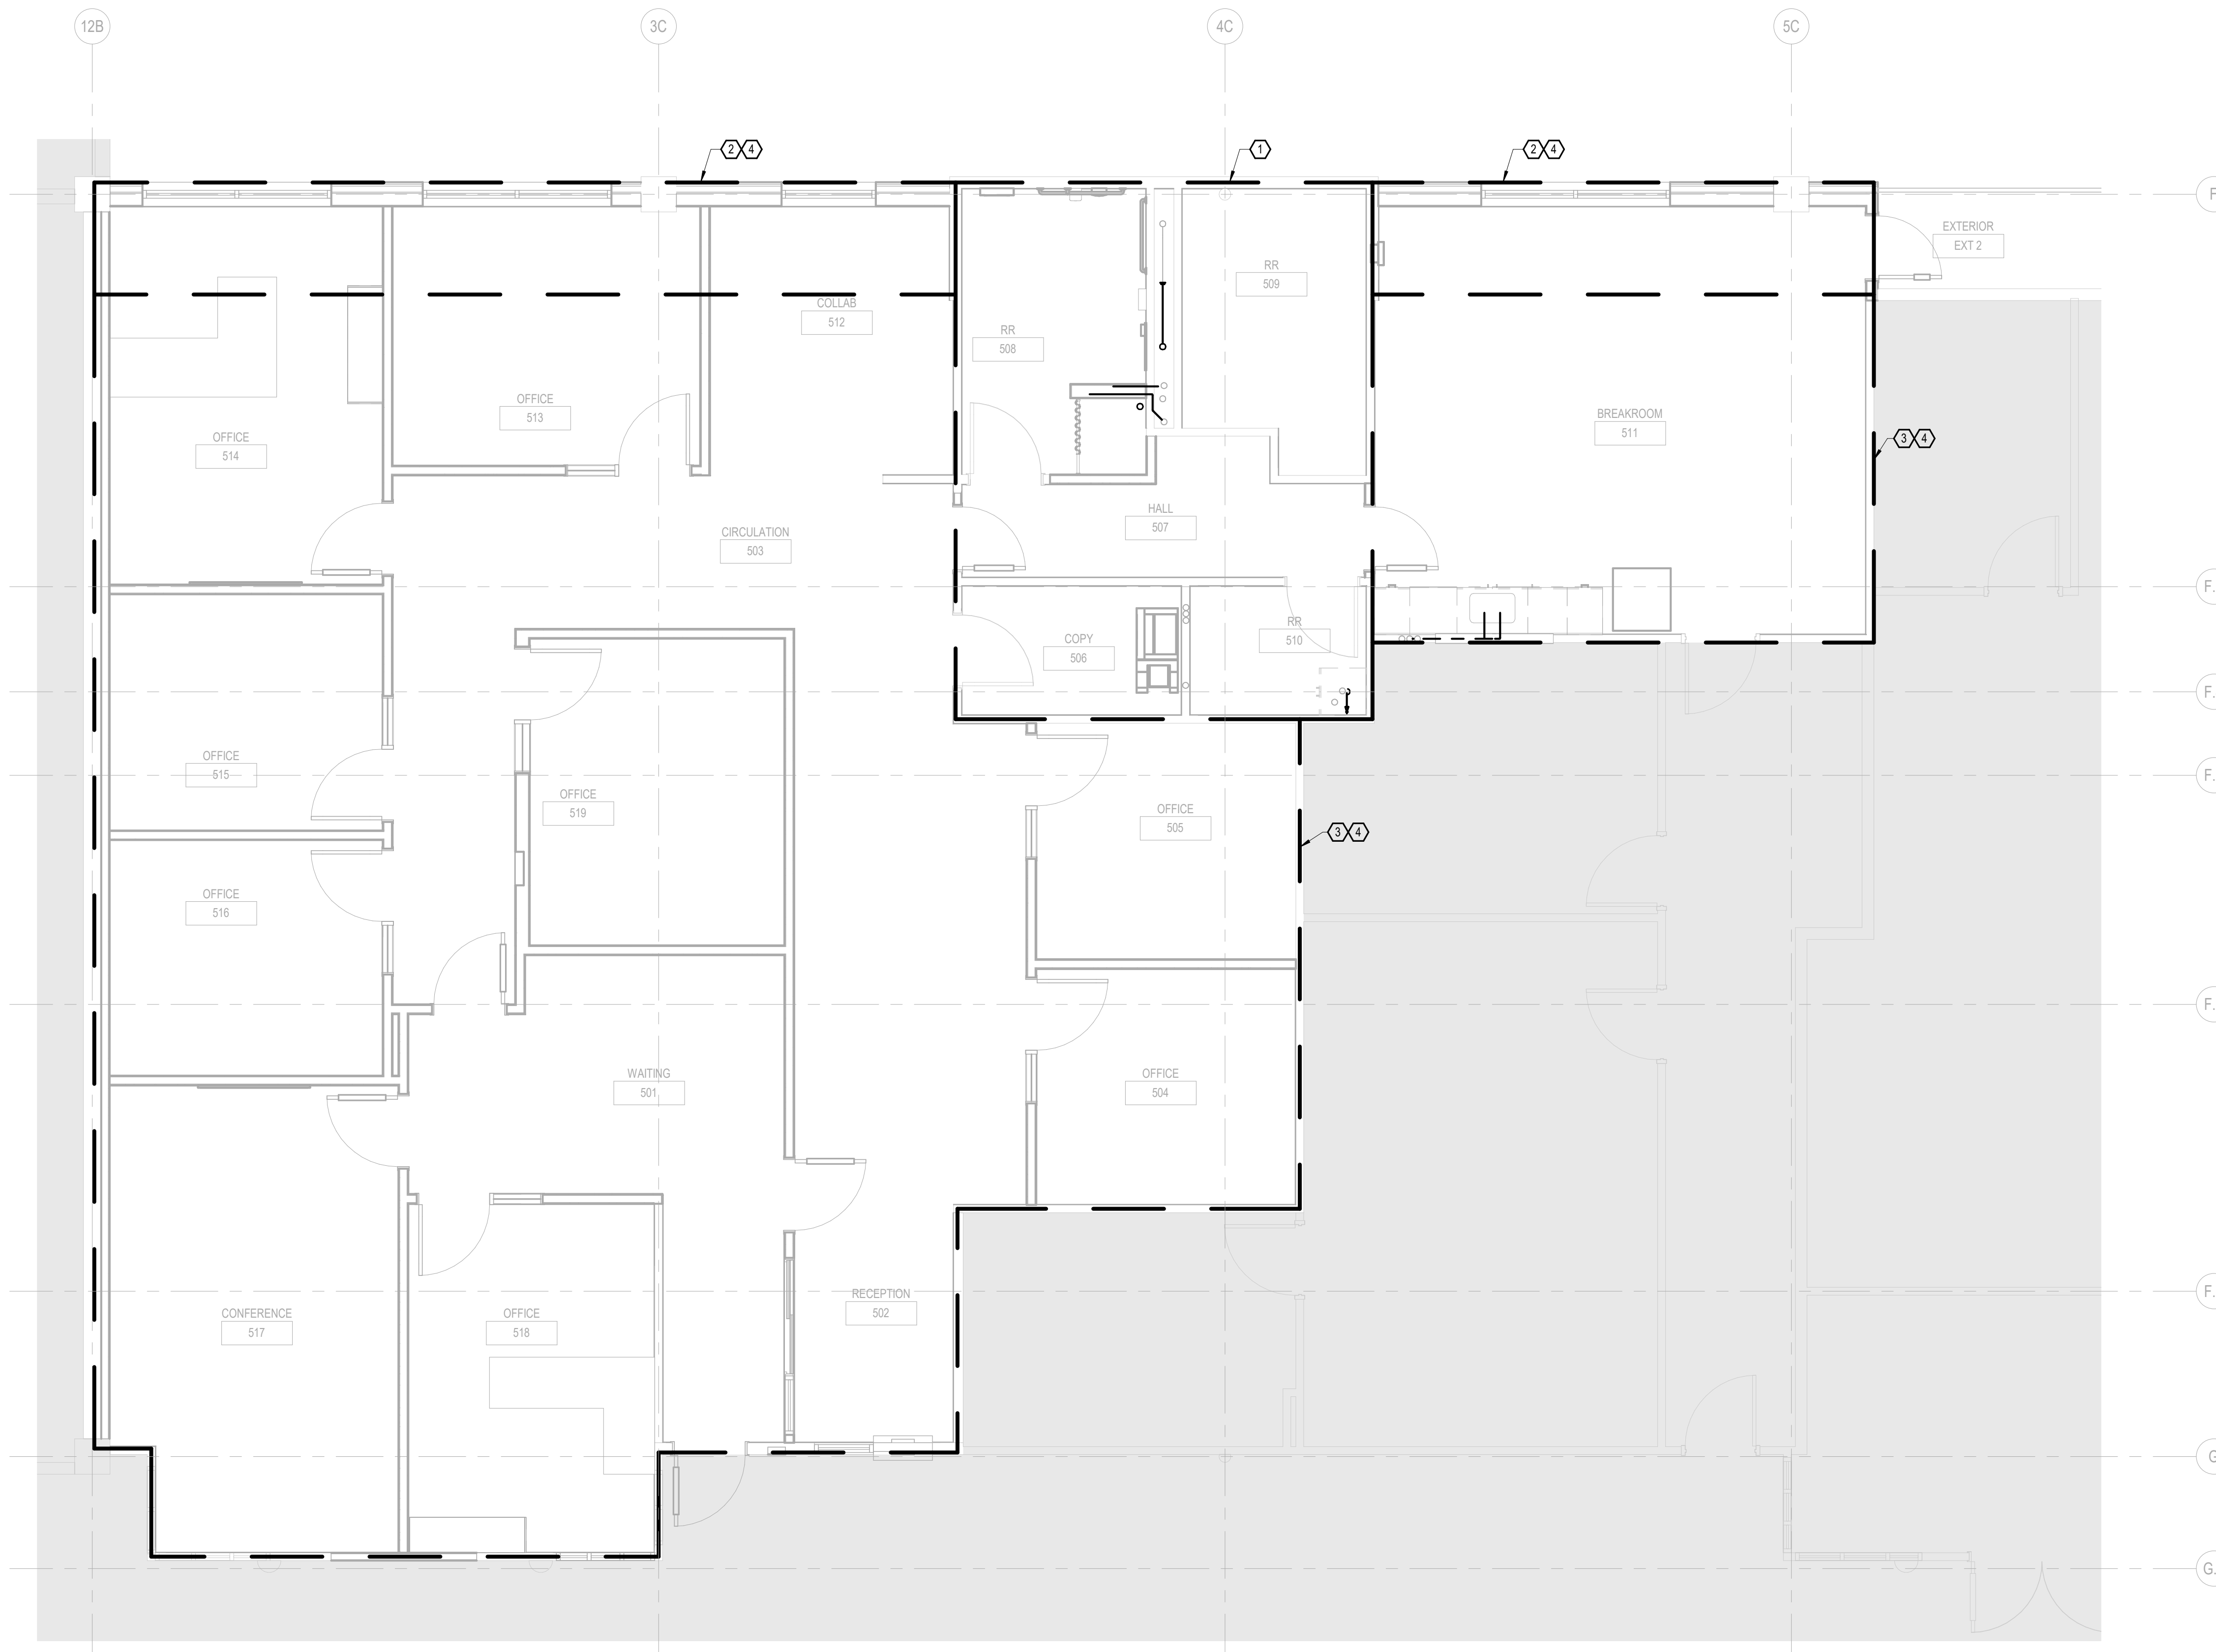 12B
3C
4C
5C
2 4
1
2 4
F
EXTERIOR
EXT 2
RR
509
COLLAB
512
RR
508
OFFICE
513
BREAKROOM
511
OFFICE
514
3 4
HALL
507
CIRCULATION
503
F.
COPY
506
RR
510
F.
OFFICE
515
F.
OFFICE
519
OFFICE
505
3 4
OFFICE
516
F.
WAITING
501
OFFICE
504
F.
RECEPTION
502
CONFERENCE
517
OFFICE
518
G
G.